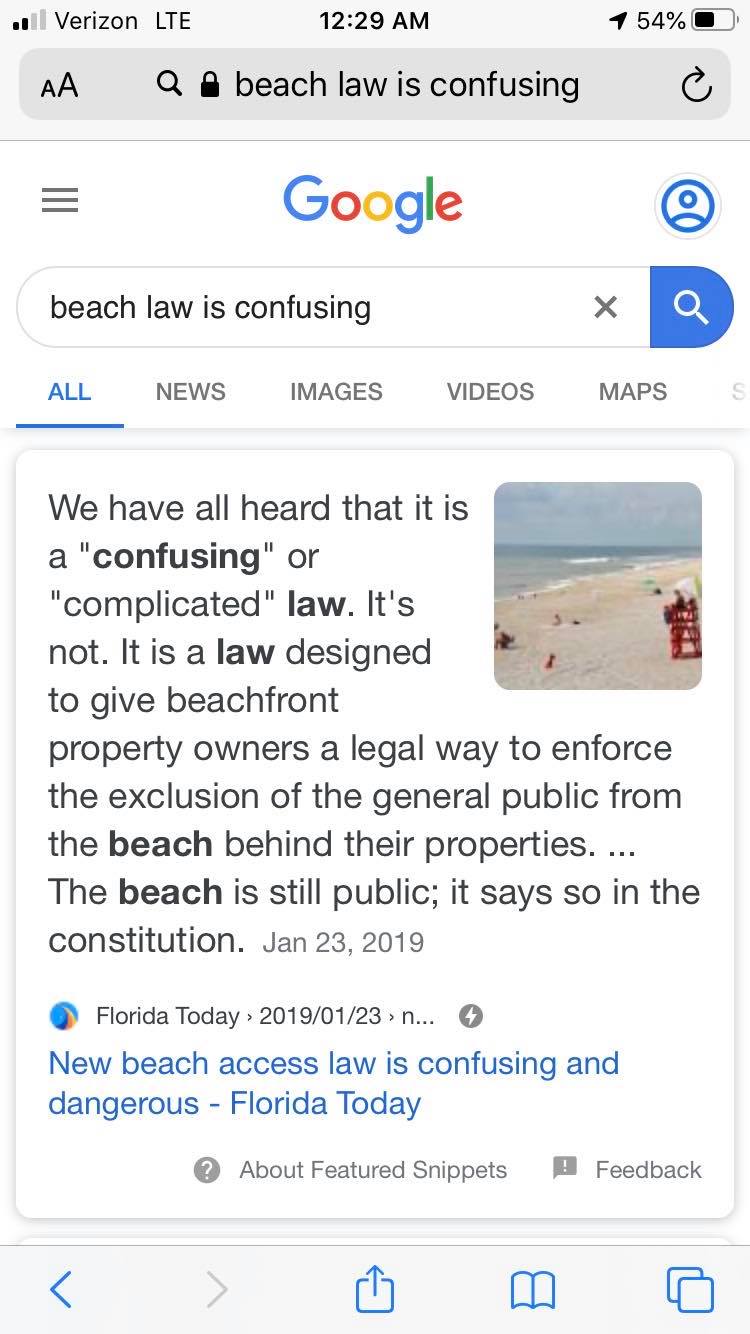 Verizon LTE 12:29 AM 54%
AA beach law is confusing
Google
beach law is confusing
ALL NEWS IMAGES VIDEOS MAPS S
We have all heard that it is
a "confusing" or
"complicated" law. It's
not. It is a law designed
to give beachfront
property owners a legal way to enforce
the exclusion of the general public from
the beach behind their properties. ...
The beach is still public; it says so in the
constitution. Jan 23, 2019
Florida Today › 2019/01/23 › n...
New beach access law is confusing and
dangerous - Florida Today
About Featured Snippets Feedback